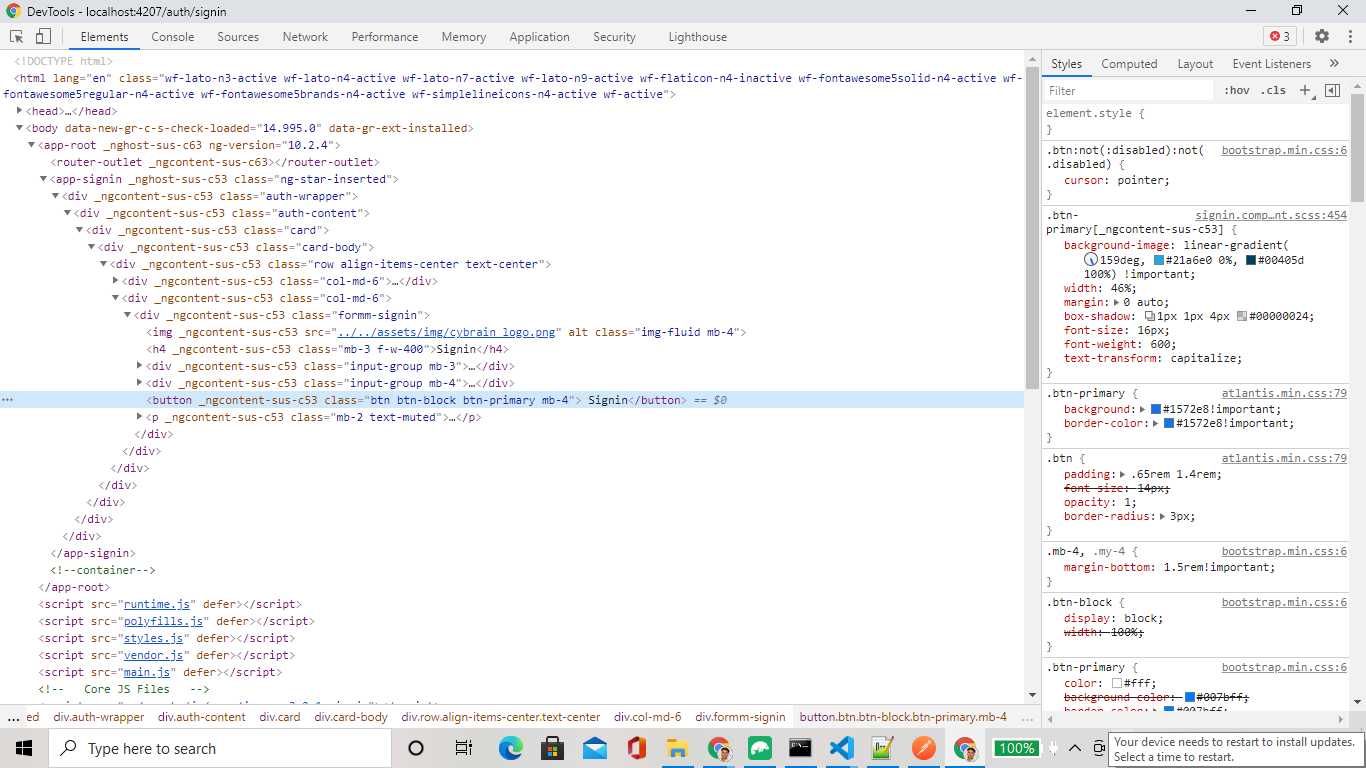 DevTools - localhost:4207/auth/signin
Elements Console Sources Network Performance Memory Application Security Lighthouse 3
<!DOCTYPE html>
<html lang="en" class="wf-lato-n3-active wf-lato-n4-active wf-lato-n7-active wf-lato-n9-active wf-flaticon-n4-inactive wf-fontawesome5solid-n4-active wf-
fontawesome5regular-n4-active wf-fontawesome5brands-n4-active wf-simplelineicons-n4-active wf-active">
<head>…</head>
<body data-new-gr-c-s-check-loaded="14.995.0" data-gr-ext-installed>
<app-root _nghost-sus-c63 ng-version="10.2.4">
<router-outlet _ngcontent-sus-c63></router-outlet>
<app-signin _nghost-sus-c53 class="ng-star-inserted">
<div _ngcontent-sus-c53 class="auth-wrapper">
<div _ngcontent-sus-c53 class="auth-content">
<div _ngcontent-sus-c53 class="card">
<div _ngcontent-sus-c53 class="card-body">
<div _ngcontent-sus-c53 class="row align-items-center text-center">
<div _ngcontent-sus-c53 class="col-md-6">…</div>
<div _ngcontent-sus-c53 class="col-md-6">
<div _ngcontent-sus-c53 class="formm-signin">
<img _ngcontent-sus-c53 src="../../assets/img/cybrain logo.png" alt class="img-fluid mb-4">
<h4 _ngcontent-sus-c53 class="mb-3 f-w-400">Signin</h4>
<div _ngcontent-sus-c53 class="input-group mb-3">…</div>
<div _ngcontent-sus-c53 class="input-group mb-4">…</div>
<button _ngcontent-sus-c53 class="btn btn-block btn-primary mb-4"> Signin</button> == $0
<p _ngcontent-sus-c53 class="mb-2 text-muted">…</p>
</div>
</div>
</div>
</div>
</div>
</div>
</div>
</app-signin>
<!--container-->
</app-root>
<script src="runtime.js" defer></script>
<script src="polyfills.js" defer></script>
<script src="styles.js" defer></script>
<script src="vendor.js" defer></script>
<script src="main.js" defer></script>
<!-- Core JS Files -->
... ed div.auth-wrapper div.auth-content div.card div.card-body div.row.align-items-center.text-center div.col-md-6 div.formm-signin button.btn.btn-block.btn-primary.mb-4 ...
Styles Computed Layout Event Listeners »
Filter :hov .cls +
element.style {
}
.btn:not(:disabled):not( bootstrap.min.css:6
.disabled) {
cursor: pointer;
}
.btn- signin.comp…nt.scss:454
primary[_ngcontent-sus-c53] {
background-image: linear-gradient(
159deg, #21a6e0 0%, #00405d
100%) !important;
width: 46%;
margin: 0 auto;
box-shadow: 1px 1px 4px #00000024;
font-size: 16px;
font-weight: 600;
text-transform: capitalize;
}
.btn-primary { atlantis.min.css:79
background: #1572e8!important;
border-color: #1572e8!important;
}
.btn { atlantis.min.css:79
padding: .65rem 1.4rem;
font-size: 14px;
opacity: 1;
border-radius: 3px;
}
.mb-4, .my-4 { bootstrap.min.css:6
margin-bottom: 1.5rem!important;
}
.btn-block { bootstrap.min.css:6
display: block;
width: 100%;
}
.btn-primary { bootstrap.min.css:6
color: #fff;
background-color: #007bff;
border-color: #007bff;
Type here to search
100%
Your device needs to restart to install updates.
Select a time to restart.